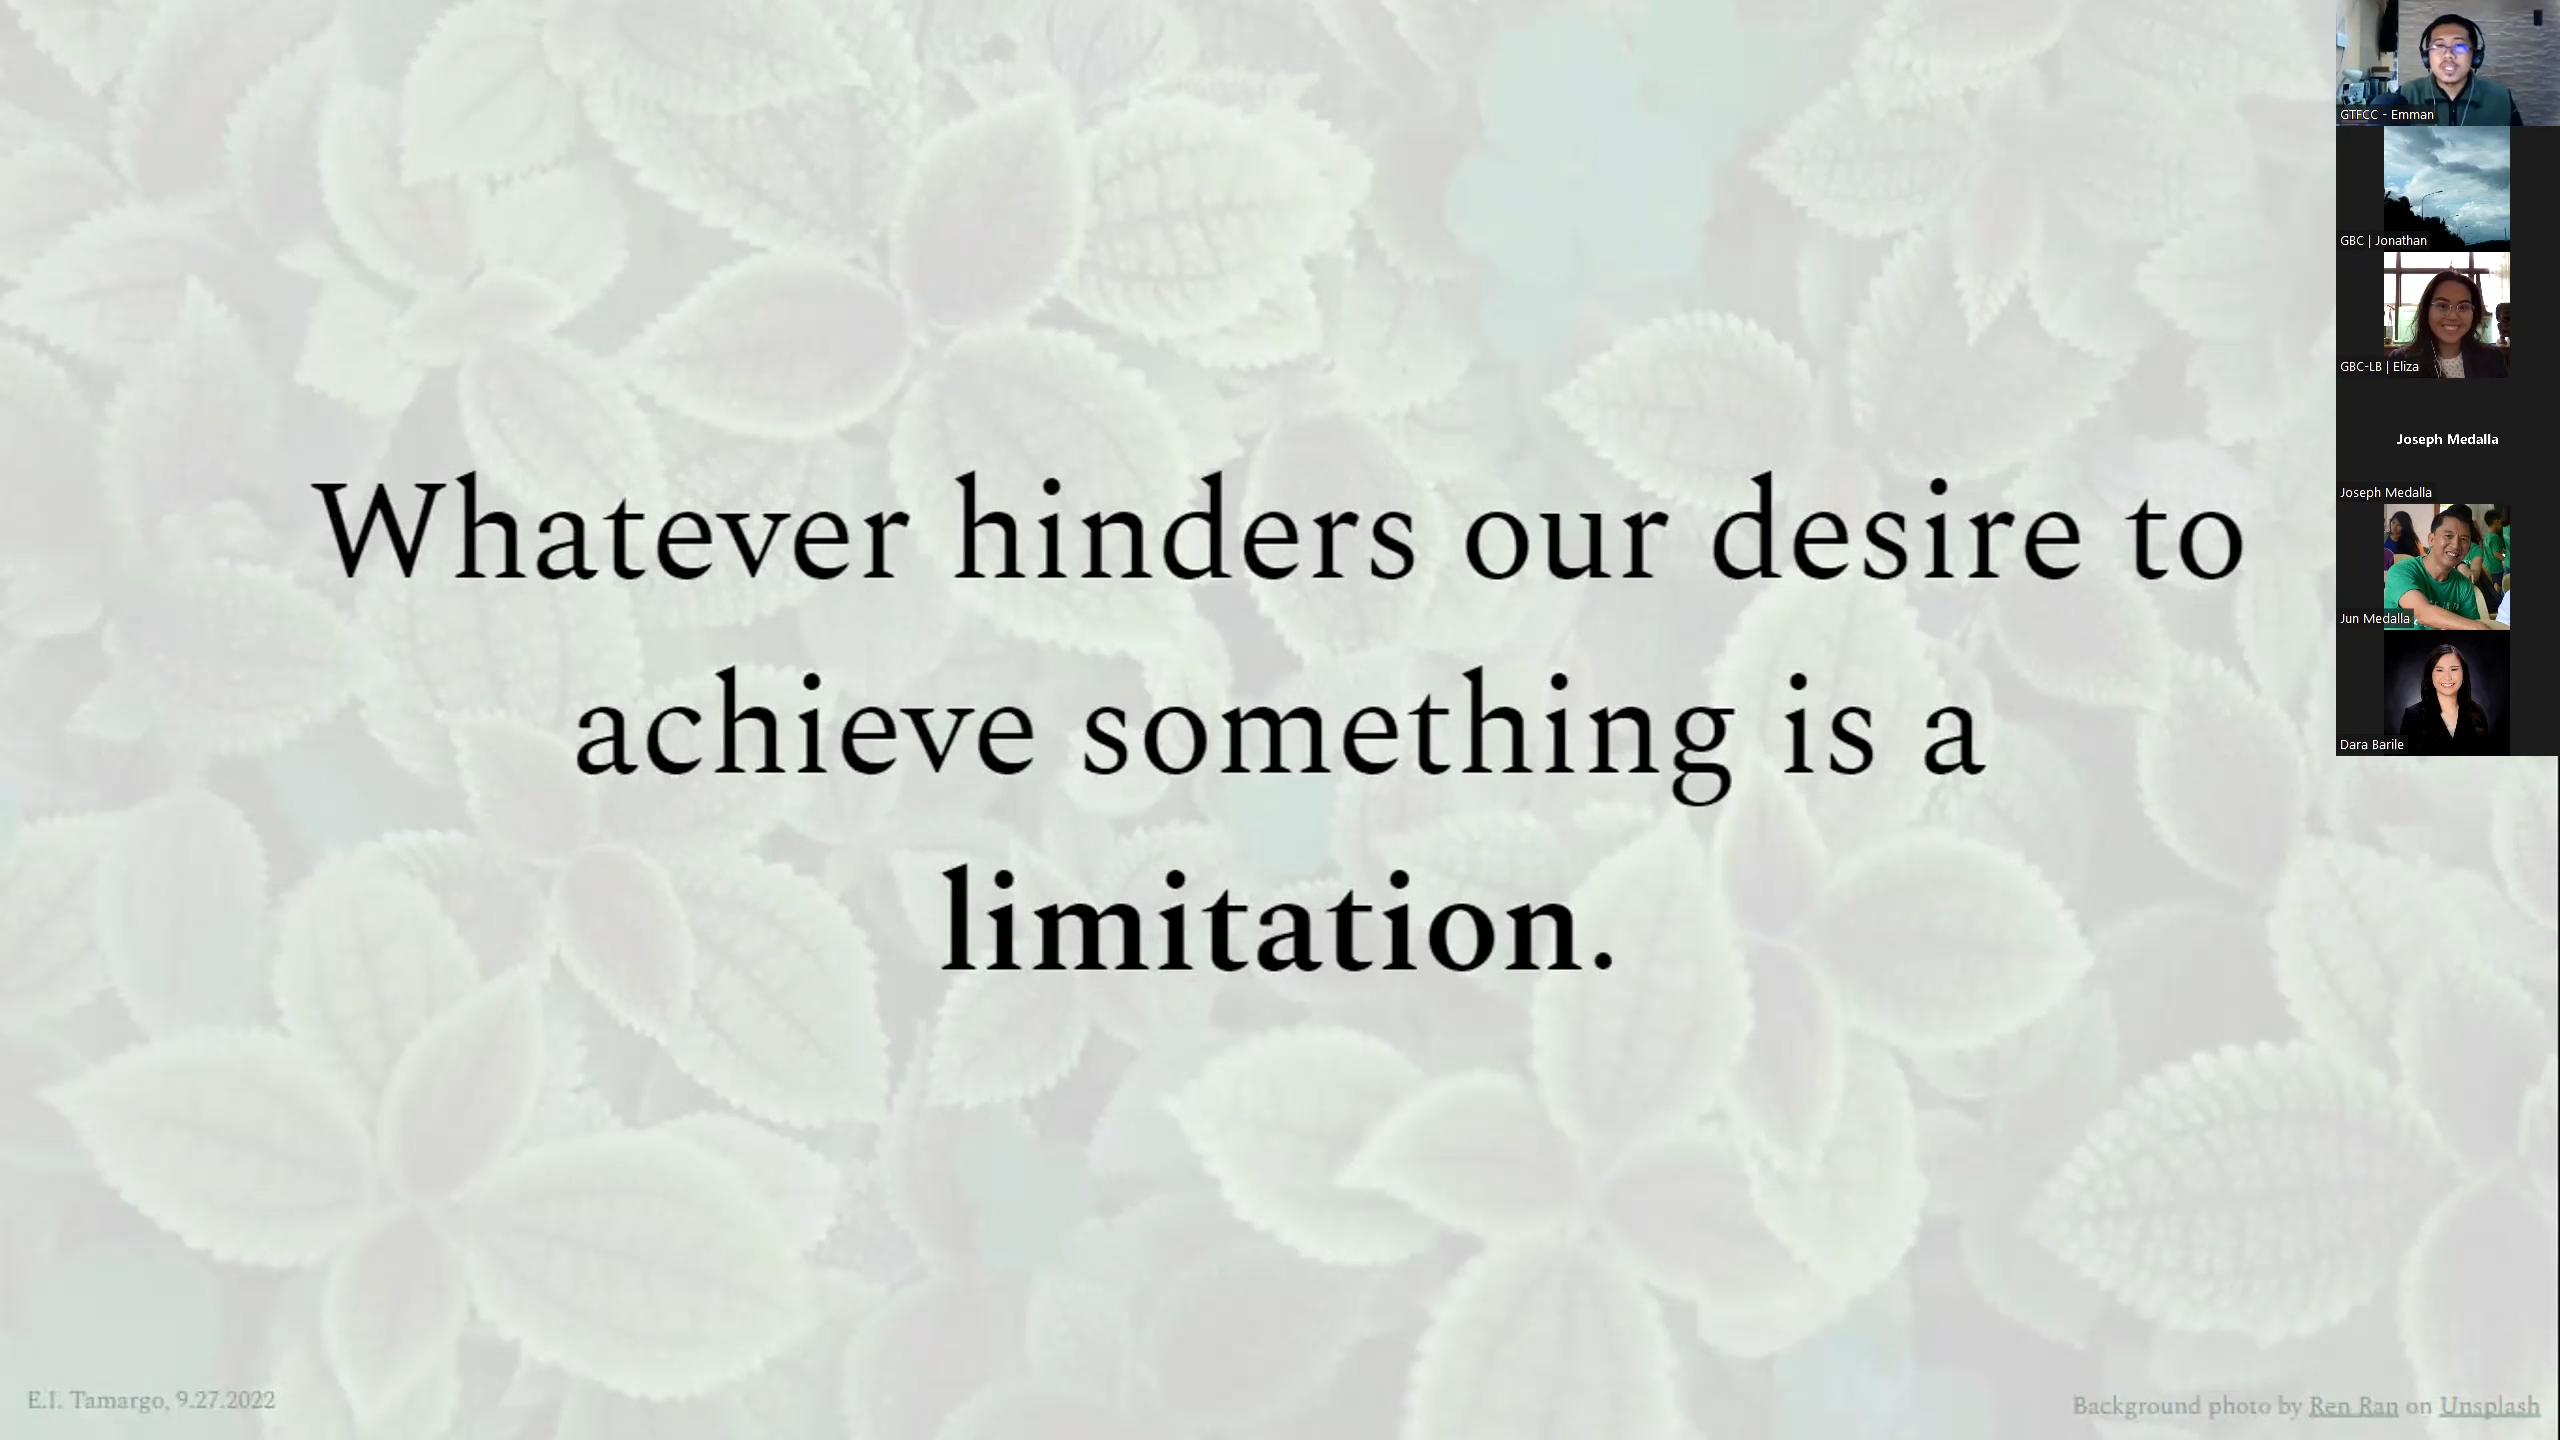 Whatever hinders our desire to
achieve something is a
limitation.
E.I. Tamargo, 9.27.2022
Background photo by Ren Ran on Unsplash
GTFCC - Emman
GBC | Jonathan
GBC-LB | Eliza
Joseph Medalla
Joseph Medalla
Jun Medalla
Dara Barile